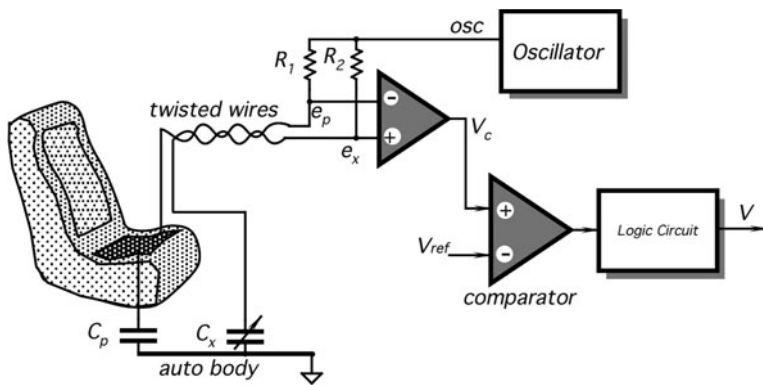 osc
Oscillator
R1
R2
twisted wires
ep
−
ex
+
Vc
+
Vref
−
Logic Circuit
V
comparator
Cp
Cx
auto body